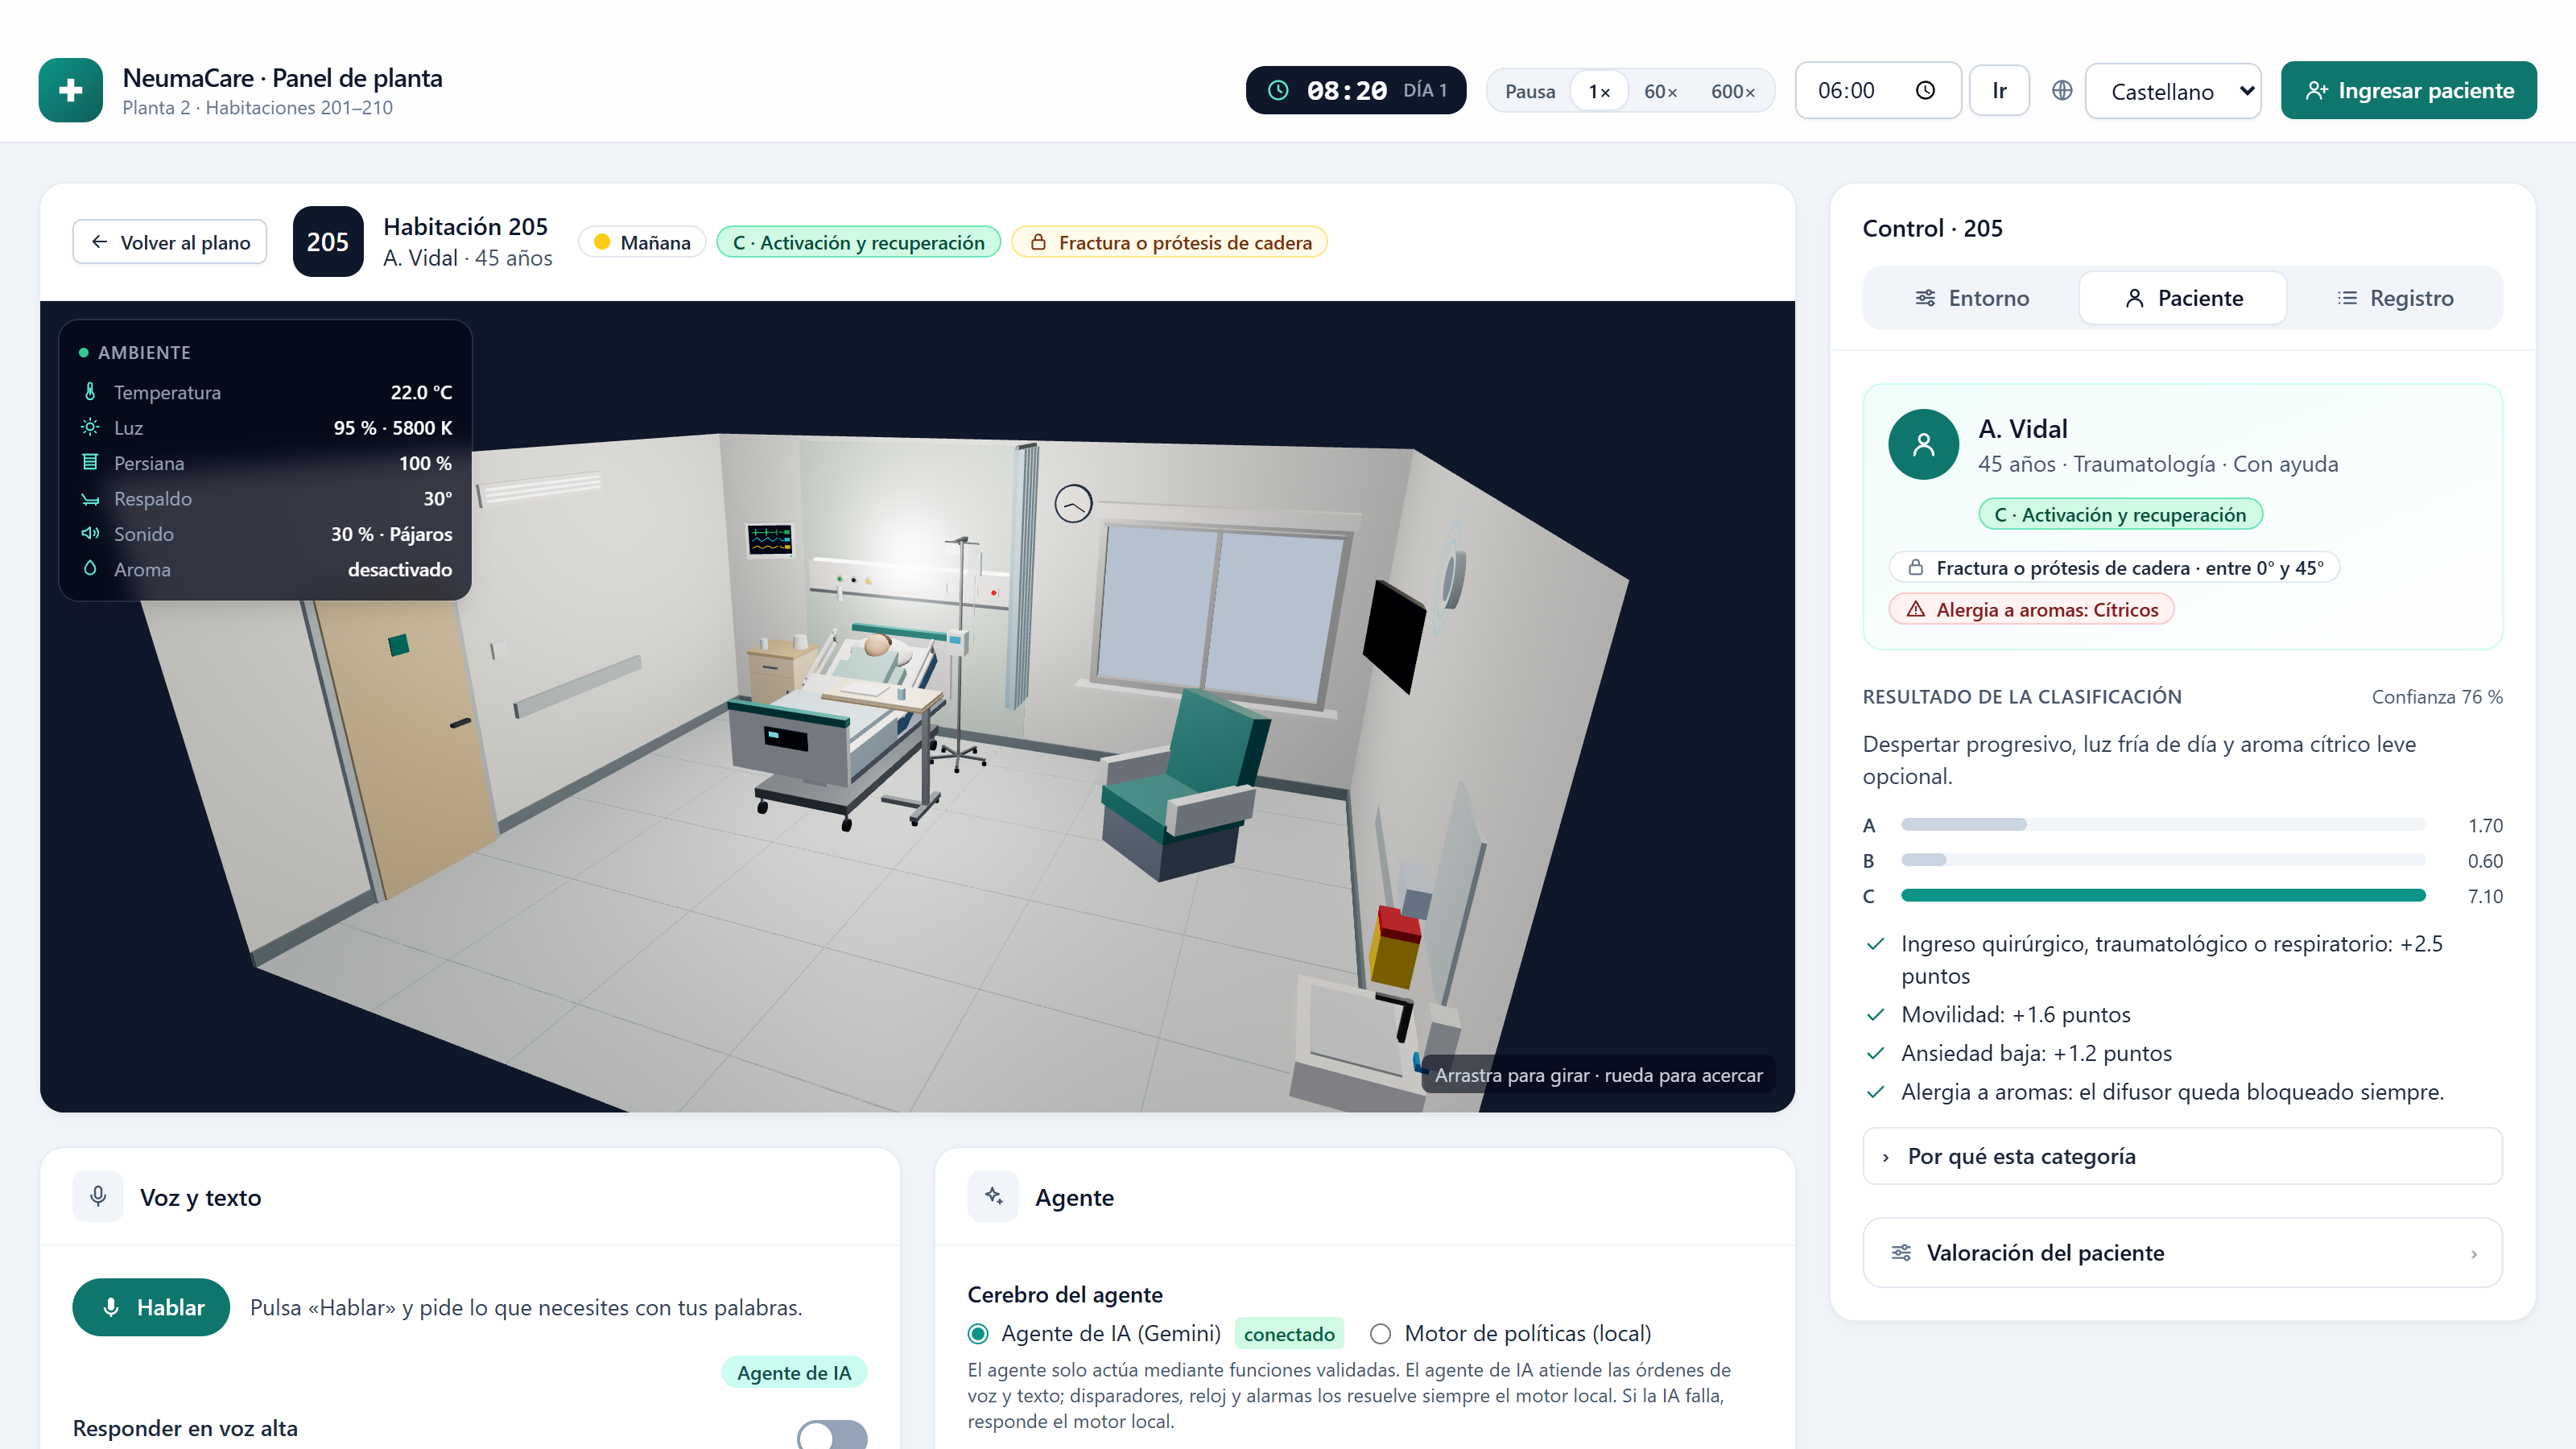 NeumaCare · Panel de planta
Planta 2 · Habitaciones 201–210
08:20 DÍA 1
Pausa 1× 60× 600×
06:00
Ir
Castellano
Ingresar paciente
Volver al plano
205
Habitación 205
A. Vidal · 45 años
Mañana
C · Activación y recuperación
Fractura o prótesis de cadera
AMBIENTE
Temperatura 22.0 °C
Luz 95 % · 5800 K
Persiana 100 %
Respaldo 30°
Sonido 30 % · Pájaros
Aroma desactivado
Arrastra para girar · rueda para acercar
Voz y texto
Hablar
Pulsa «Hablar» y pide lo que necesites con tus palabras.
Agente de IA
Responder en voz alta
Agente
Cerebro del agente
Agente de IA (Gemini) conectado Motor de políticas (local)
El agente solo actúa mediante funciones validadas. El agente de IA atiende las órdenes de
voz y texto; disparadores, reloj y alarmas los resuelve siempre el motor local. Si la IA falla,
responde el motor local.
Control · 205
Entorno
Paciente
Registro
A. Vidal
45 años · Traumatología · Con ayuda
C · Activación y recuperación
Fractura o prótesis de cadera · entre 0° y 45°
Alergia a aromas: Cítricos
RESULTADO DE LA CLASIFICACIÓN Confianza 76 %
Despertar progresivo, luz fría de día y aroma cítrico leve
opcional.
A 1.70
B 0.60
C 7.10
Ingreso quirúrgico, traumatológico o respiratorio: +2.5
puntos
Movilidad: +1.6 puntos
Ansiedad baja: +1.2 puntos
Alergia a aromas: el difusor queda bloqueado siempre.
Por qué esta categoría
Valoración del paciente